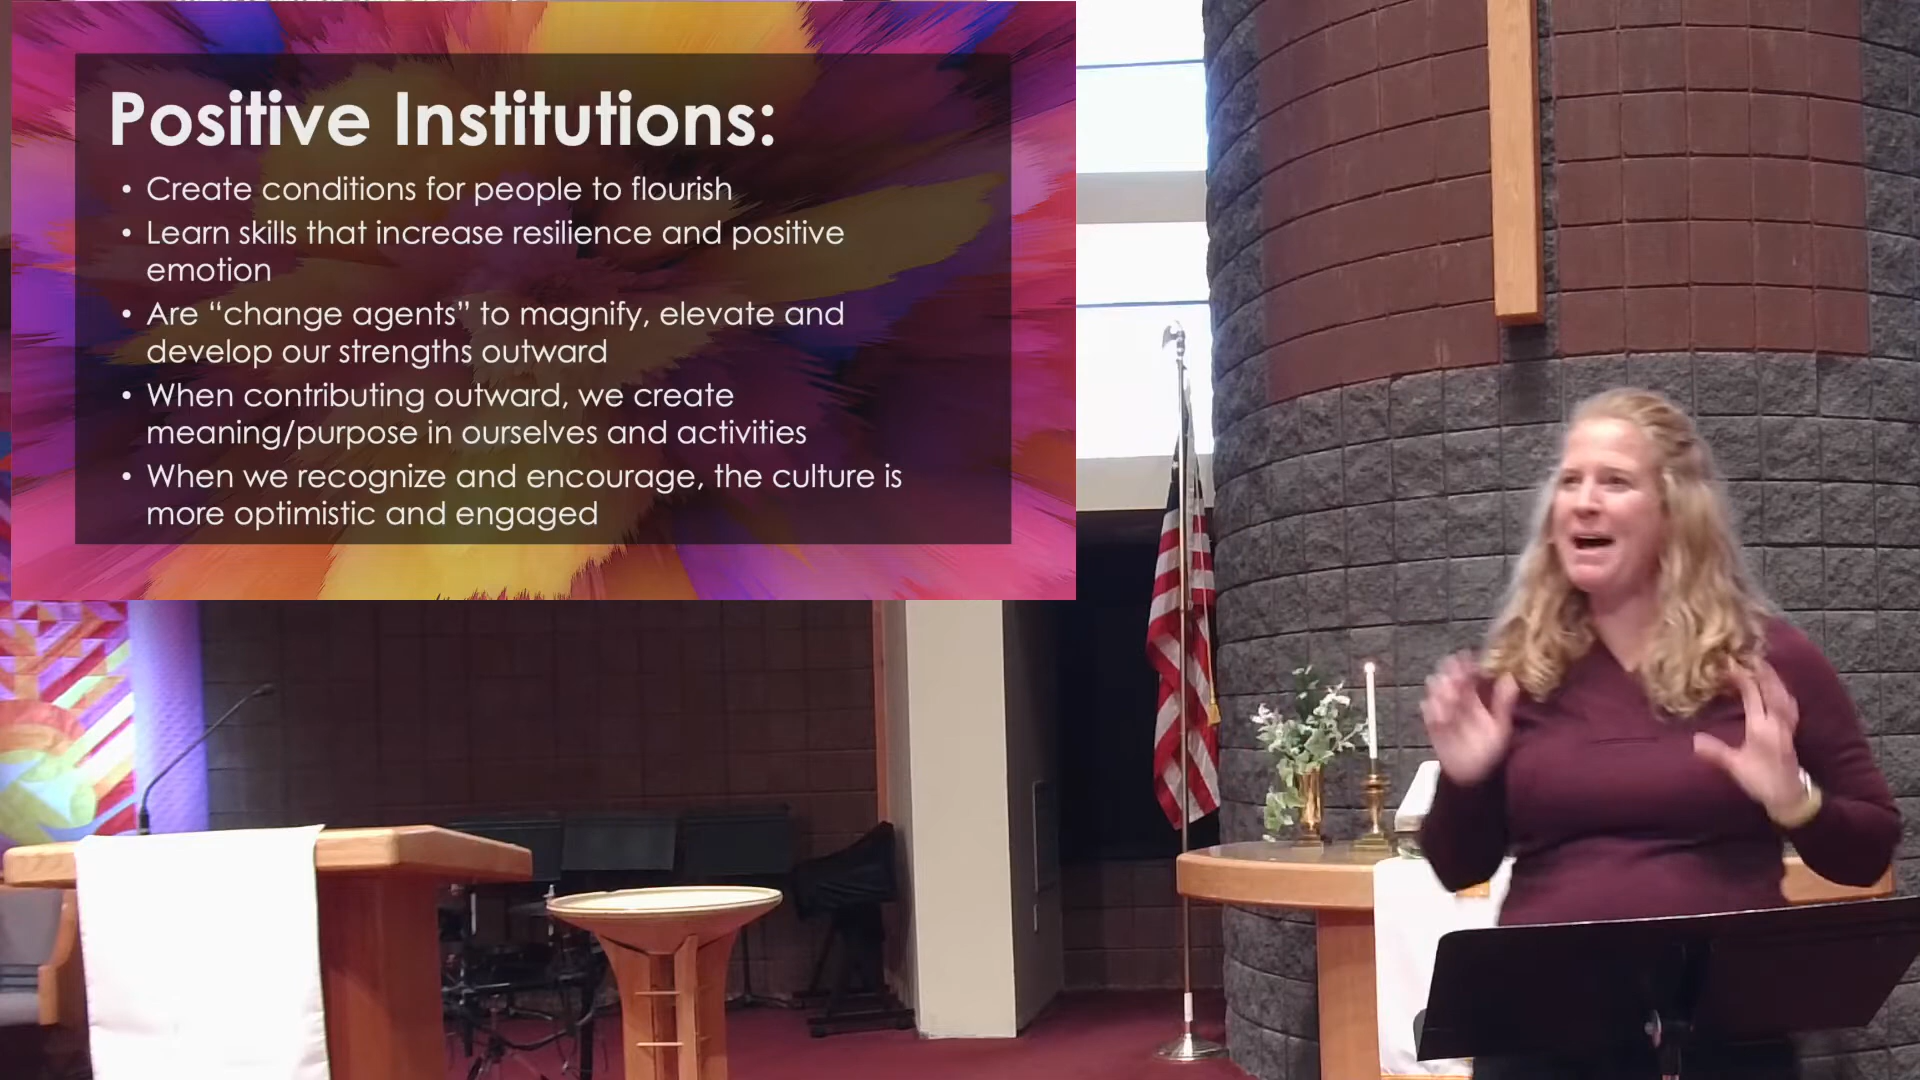 Positive Institutions:
• Create conditions for people to flourish
• Learn skills that increase resilience and positive
emotion
• Are “change agents” to magnify, elevate and
develop our strengths outward
• When contributing outward, we create
meaning/purpose in ourselves and activities
• When we recognize and encourage, the culture is
more optimistic and engaged